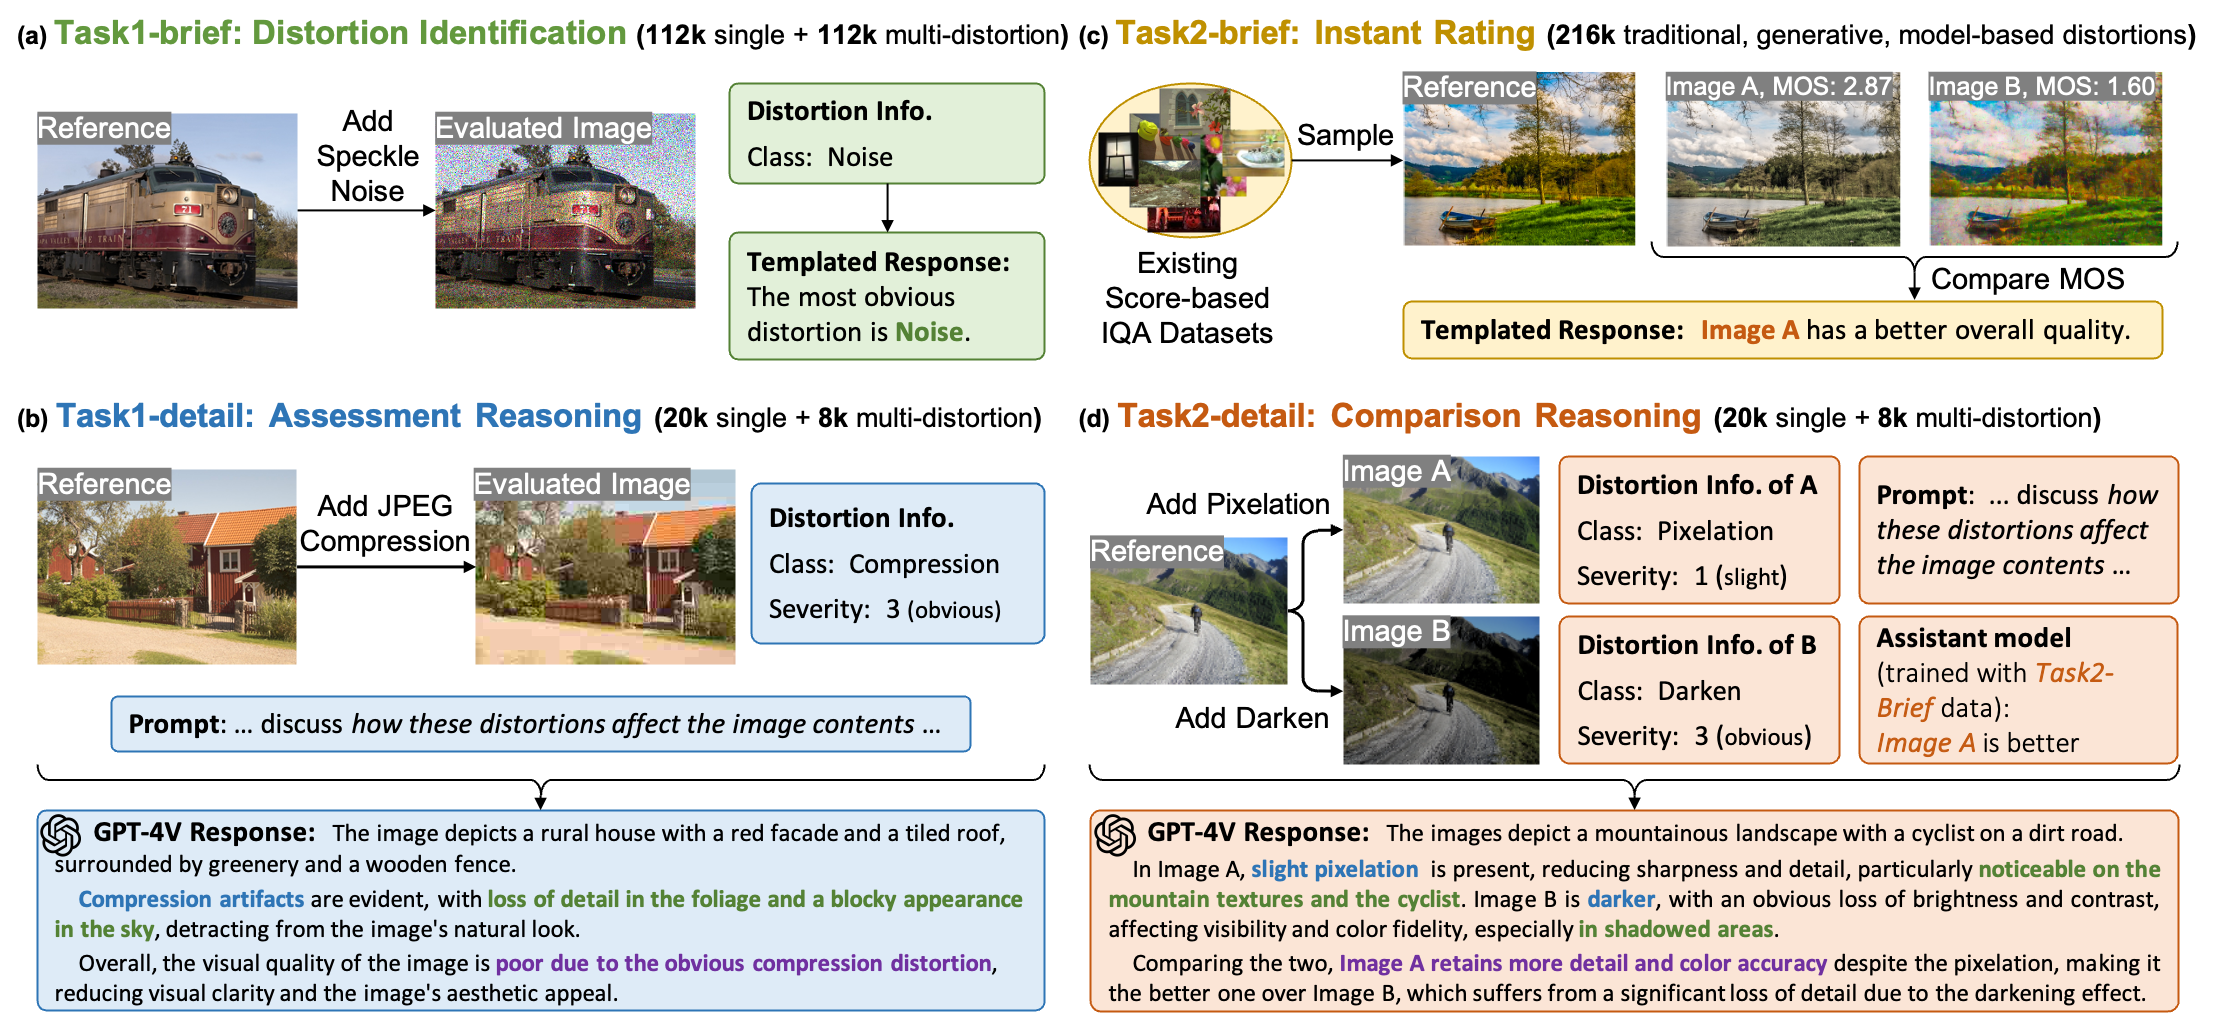 (a) Task1-brief: Distortion Identification (112k single + 112k multi-distortion)
Reference
Add
Speckle
Noise
Evaluated Image
Distortion Info.
Class: Noise
Templated Response:
The most obvious
distortion is Noise.
(c) Task2-brief: Instant Rating (216k traditional, generative, model-based distortions)
Existing
Score-based
IQA Datasets
Sample
Reference
Image A, MOS: 2.87
Image B, MOS: 1.60
Compare MOS
Templated Response: Image A has a better overall quality.
(b) Task1-detail: Assessment Reasoning (20k single + 8k multi-distortion)
Reference
Add JPEG
Compression
Evaluated Image
Distortion Info.
Class: Compression
Severity: 3 (obvious)
Prompt: ... discuss how these distortions affect the image contents ...
GPT-4V Response: The image depicts a rural house with a red facade and a tiled roof,
surrounded by greenery and a wooden fence.
Compression artifacts are evident, with loss of detail in the foliage and a blocky appearance
in the sky, detracting from the image's natural look.
Overall, the visual quality of the image is poor due to the obvious compression distortion,
reducing visual clarity and the image's aesthetic appeal.
(d) Task2-detail: Comparison Reasoning (20k single + 8k multi-distortion)
Reference
Add Pixelation
Add Darken
Image A
Image B
Distortion Info. of A
Class: Pixelation
Severity: 1 (slight)
Distortion Info. of B
Class: Darken
Severity: 3 (obvious)
Prompt: ... discuss how
these distortions affect
the image contents ...
Assistant model
(trained with Task2-
Brief data):
Image A is better
GPT-4V Response: The images depict a mountainous landscape with a cyclist on a dirt road.
In Image A, slight pixelation is present, reducing sharpness and detail, particularly noticeable on the
mountain textures and the cyclist. Image B is darker, with an obvious loss of brightness and contrast,
affecting visibility and color fidelity, especially in shadowed areas.
Comparing the two, Image A retains more detail and color accuracy despite the pixelation, making it
the better one over Image B, which suffers from a significant loss of detail due to the darkening effect.